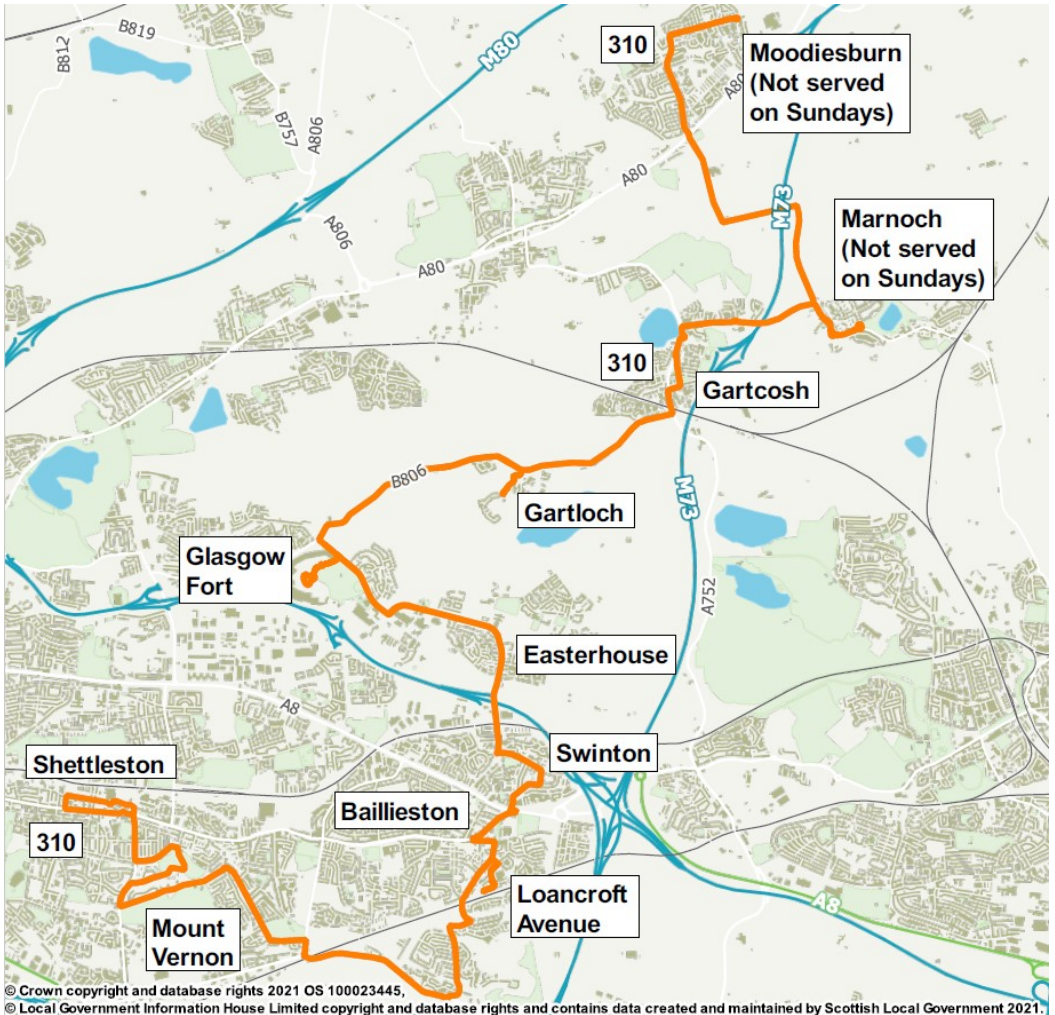 B819
B812
M80
310
Moodiesburn
(Not served
on Sundays)
A80
B757
A806
A80
A806
M73
Marnoch
(Not served
on Sundays)
A80
310
Gartcosh
B806
M73
Gartloch
Glasgow
Fort
A752
Easterhouse
A8
Swinton
Shettleston
Baillieston
310
Loancroft
Avenue
A8
Mount
Vernon
© Crown copyright and database rights 2021 OS 100023445,
© Local Government Information House Limited copyright and database rights and contains data created and maintained by Scottish Local Government 2021.